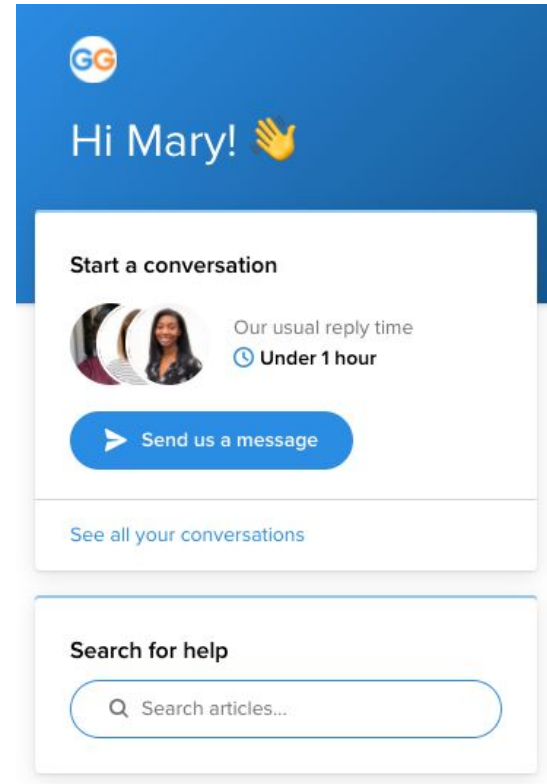 GG
Hi Mary! 👋
Start a conversation
Our usual reply time
Under 1 hour
Send us a message
See all your conversations
Search for help
Search articles...